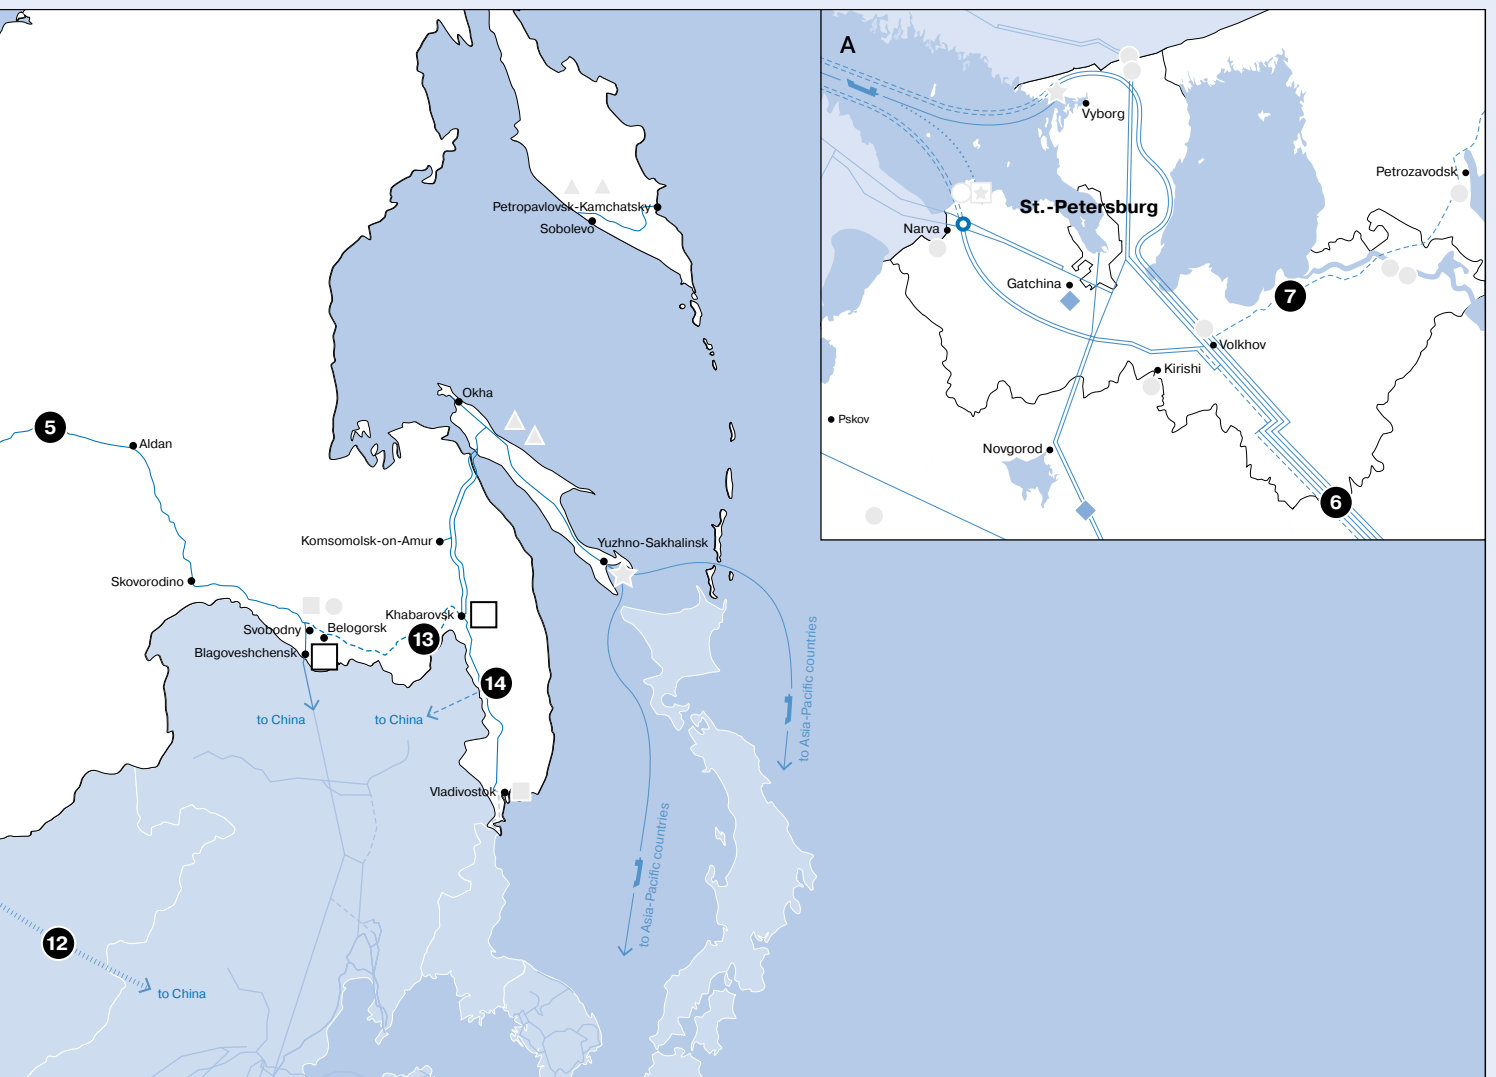 A
Vyborg
Petrozavodsk
Petropavlovsk-Kamchatsky
St.-Petersburg
Sobolevo
Narva
Gatchina
7
Volkhov
Kirishi
Okha
Pskov
5
Aldan
Novgorod
6
Komsomolsk-on-Amur
Yuzhno-Sakhalinsk
Skovorodino
Khabarovsk
Svobodny
Belogorsk
13
Blagoveshchensk
14
to China
to China
to Asia-Pacific countries
Vladivostok
to Asia-Pacific countries
12
to China